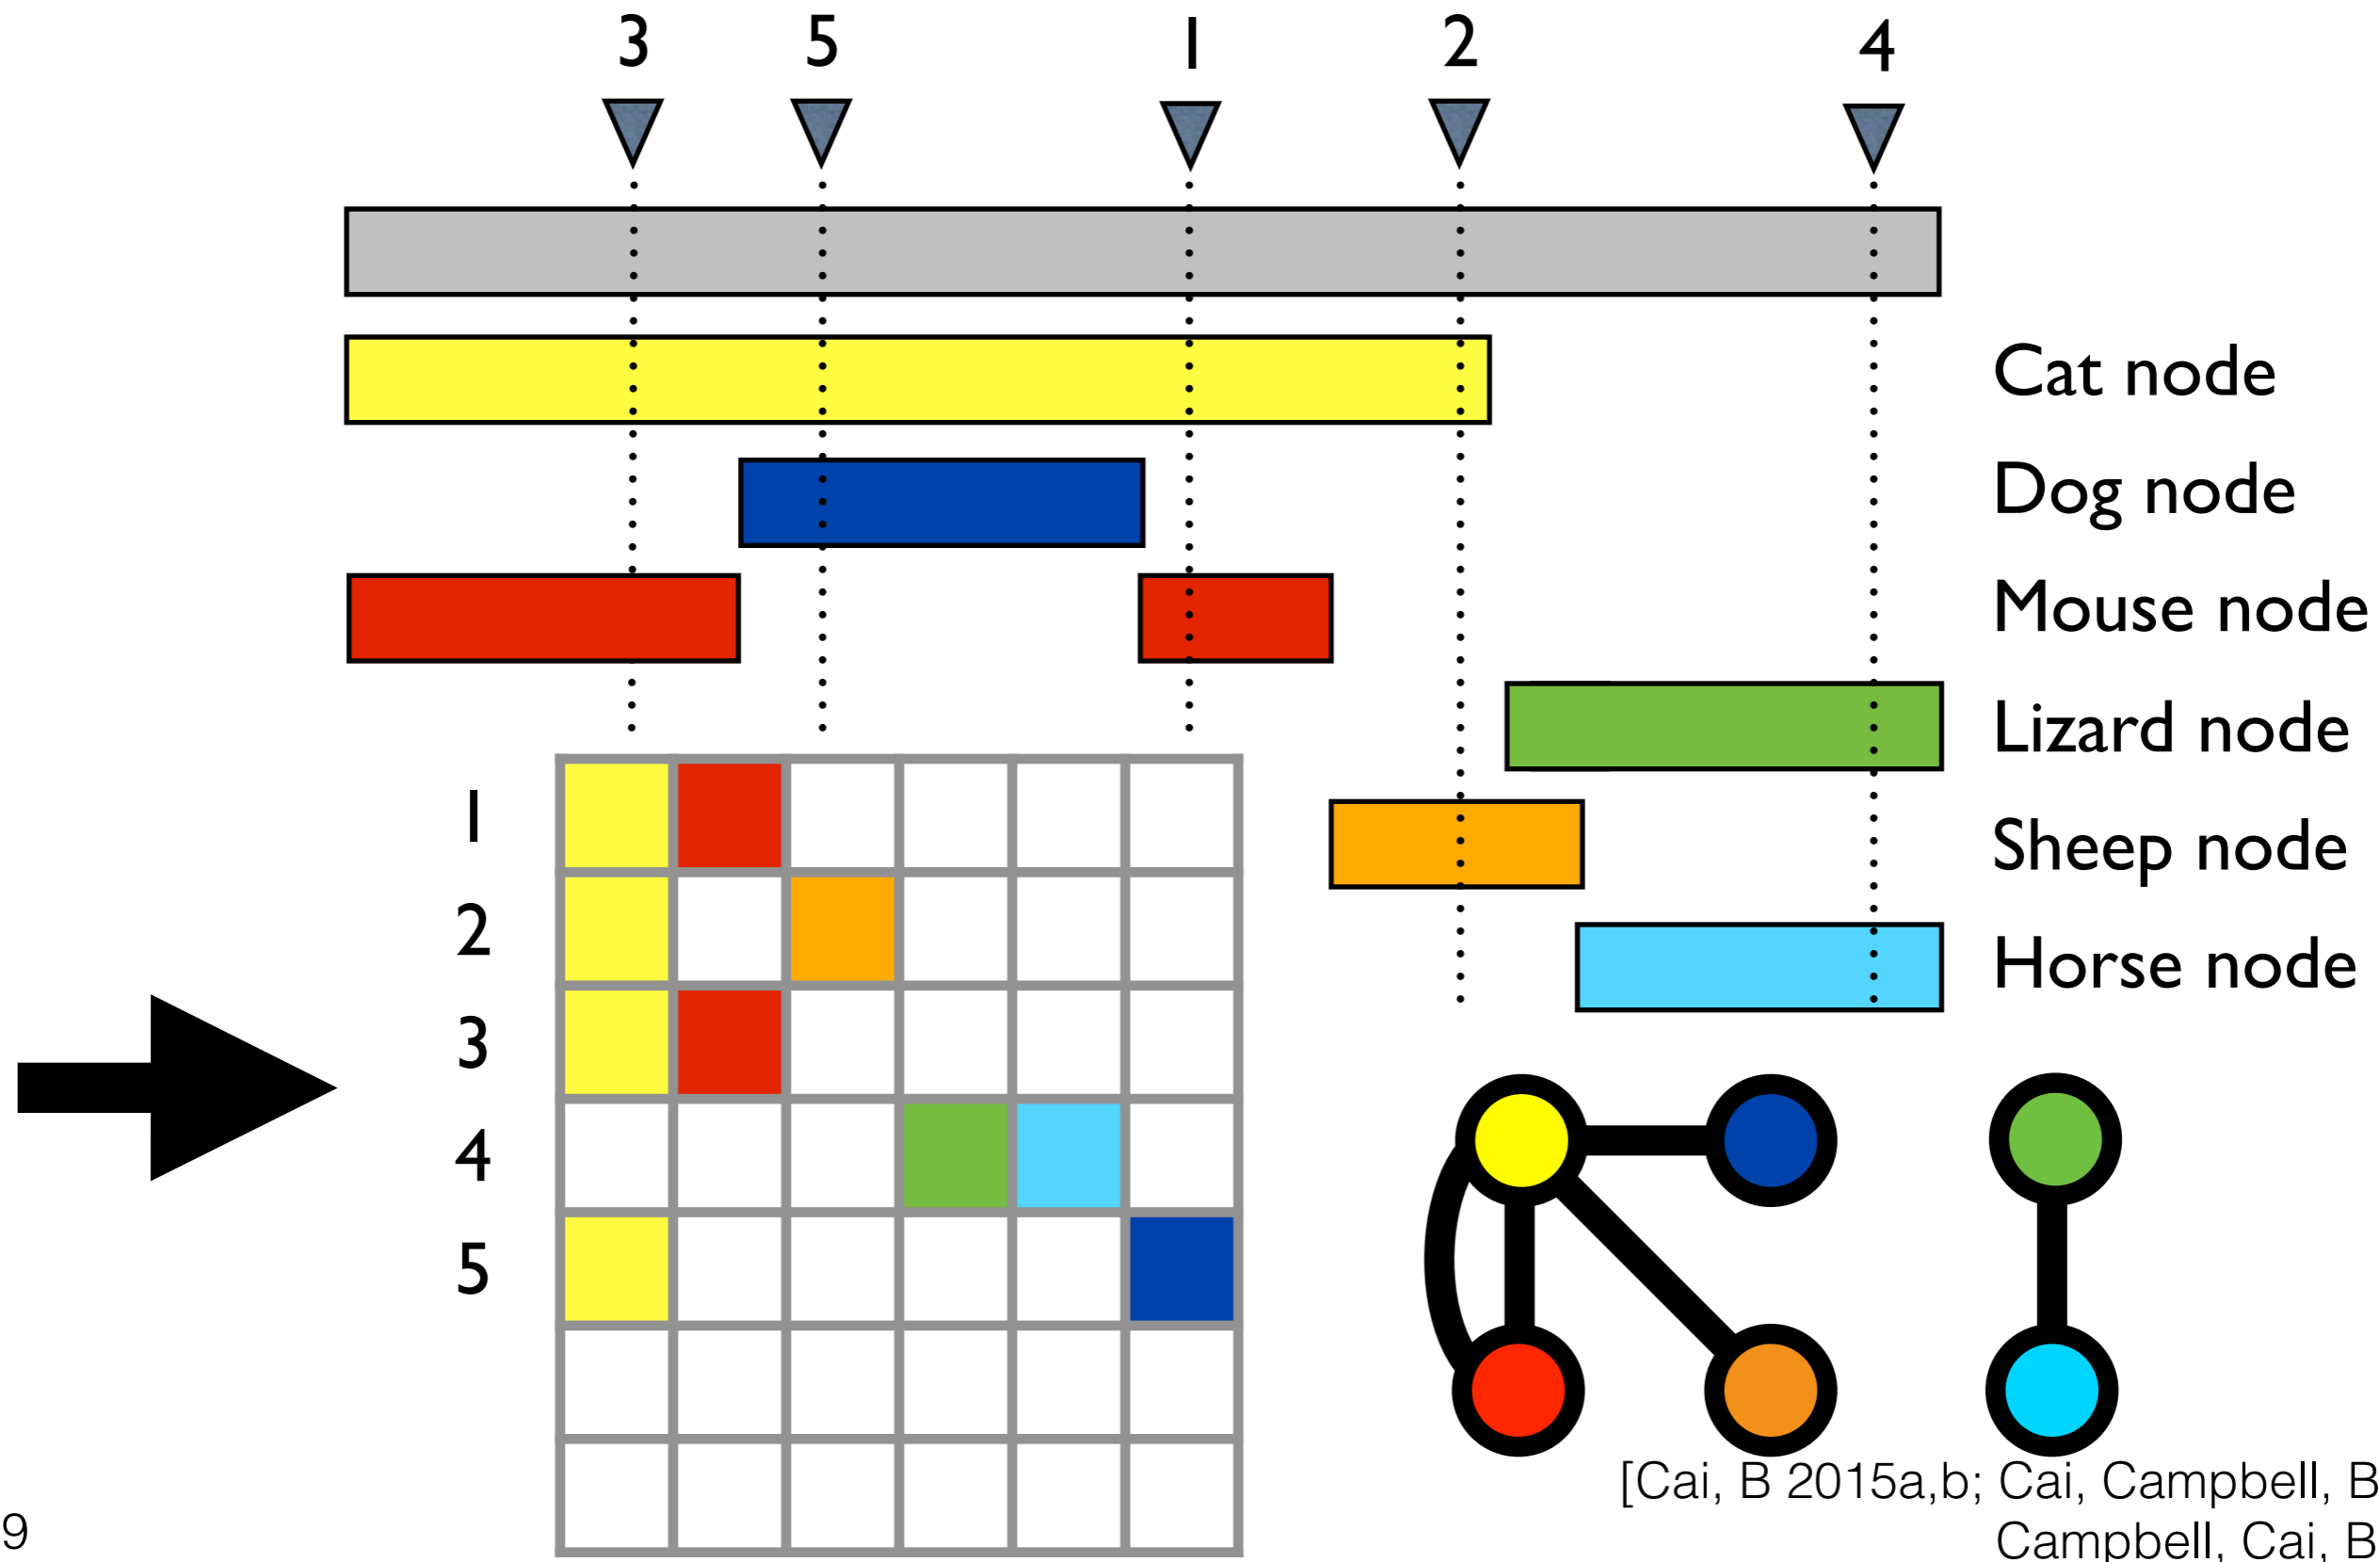 3 5 1 2 4
Cat node
Dog node
Mouse node
Lizard node
1
Sheep node
2
Horse node
3
4
5
[Cai, B 2015a,b; Cai, Campbell, B
Campbell, Cai, B
9